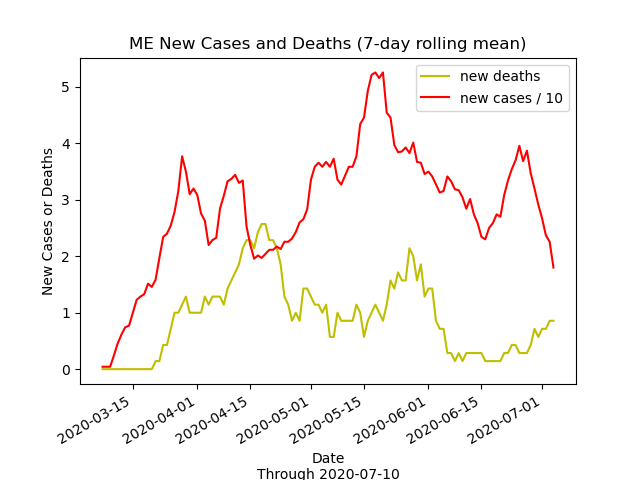 ME New Cases and Deaths (7-day rolling mean)
new deaths
new cases / 10
New Cases or Deaths
5
4
3
2
1
0
2020-03-15
2020-04-01
2020-04-15
2020-05-01
2020-05-15
2020-06-01
2020-06-15
2020-07-01
Date
Through 2020-07-10